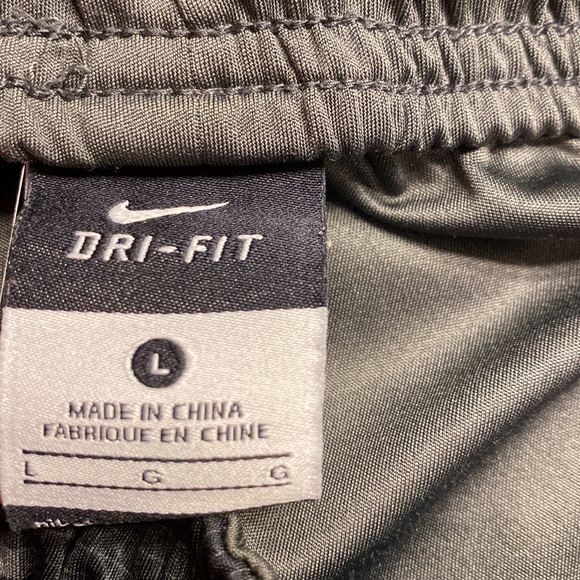 DRI-FIT
L
MADE IN CHINA
FABRIQUE EN CHINE
L G G